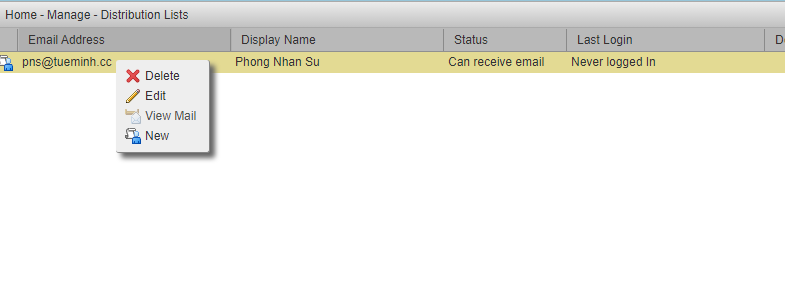 Home - Manage - Distribution Lists
Email Address Display Name Status Last Login
pns@tueminh.cc Phong Nhan Su Can receive email Never logged In
Delete
Edit
View Mail
New